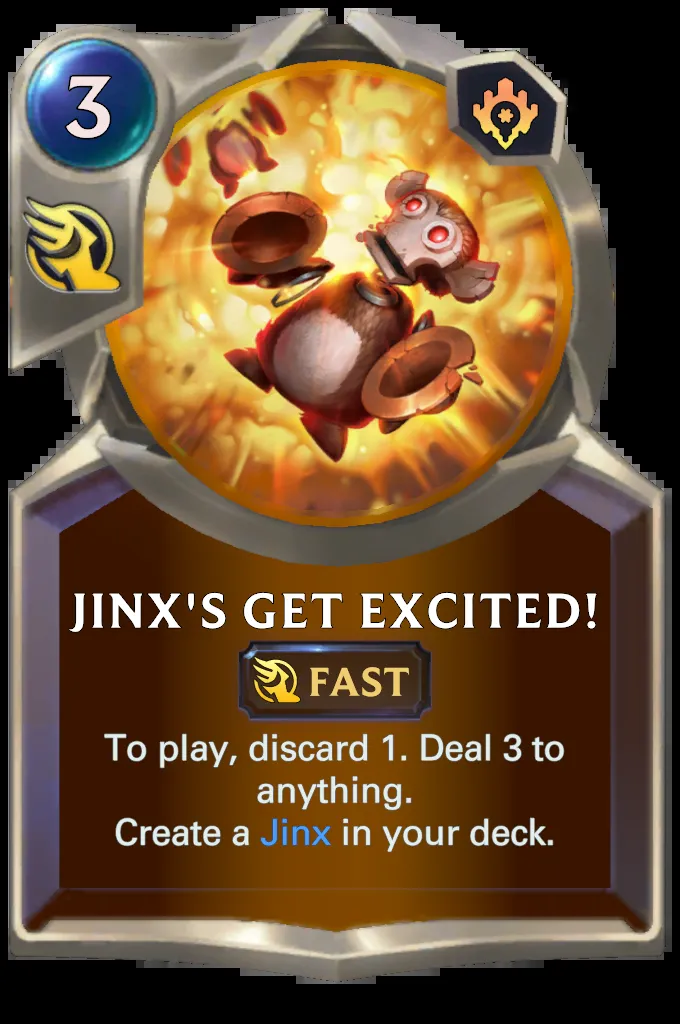 3
JINX'S GET EXCITED!
FAST
To play, discard 1. Deal 3 to
anything.
Create a Jinx in your deck.